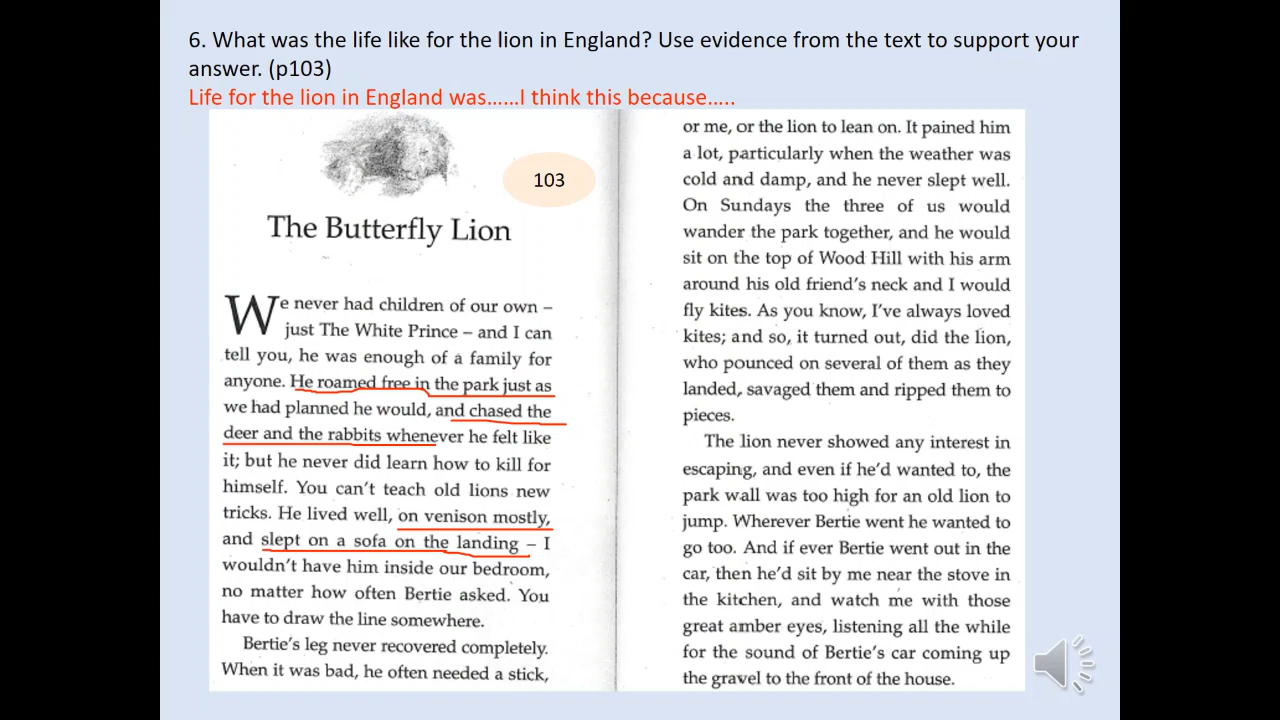 6. What was the life like for the lion in England? Use evidence from the text to support your
answer. (p103)
Life for the lion in England was......I think this because.....
103
The Butterfly Lion
We never had children of our own –
just The White Prince – and I can
tell you, he was enough of a family for
anyone. He roamed free in the park just as
we had planned he would, and chased the
deer and the rabbits whenever he felt like
it; but he never did learn how to kill for
himself. You can't teach old lions new
tricks. He lived well, on venison mostly,
and slept on a sofa on the landing – I
wouldn't have him inside our bedroom,
no matter how often Bertie asked. You
have to draw the line somewhere.
Bertie's leg never recovered completely.
When it was bad, he often needed a stick,
or me, or the lion to lean on. It pained him
a lot, particularly when the weather was
cold and damp, and he never slept well.
On Sundays the three of us would
wander the park together, and he would
sit on the top of Wood Hill with his arm
around his old friend's neck and I would
fly kites. As you know, I've always loved
kites; and so, it turned out, did the lion,
who pounced on several of them as they
landed, savaged them and ripped them to
pieces.
The lion never showed any interest in
escaping, and even if he'd wanted to, the
park wall was too high for an old lion to
jump. Wherever Bertie went he wanted to
go too. And if ever Bertie went out in the
car, then he'd sit by me near the stove in
the kitchen, and watch me with those
great amber eyes, listening all the while
for the sound of Bertie's car coming up
the gravel to the front of the house.